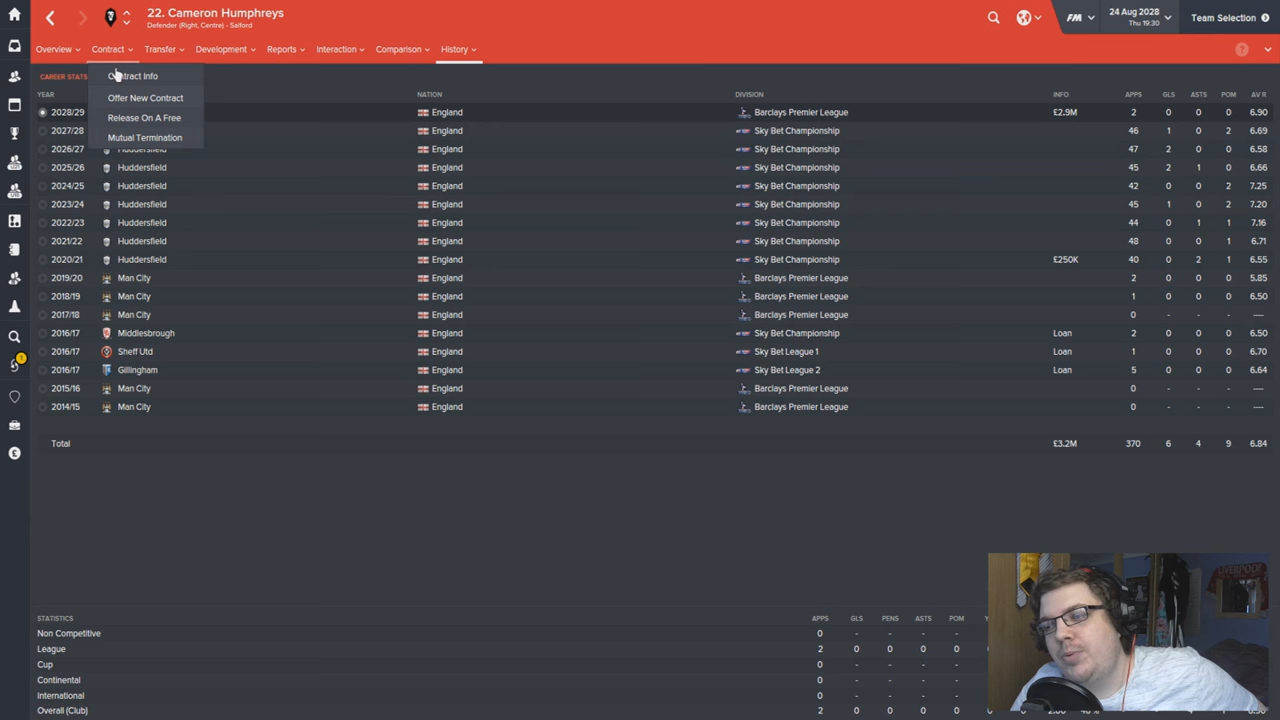 22. Cameron Humphreys
Defender (Right, Centre) - Salford
FM
24 Aug 2028
Thu 19:30
Team Selection
Overview Contract Transfer Development Reports Interaction Comparison History
?
Contract Info
Offer New Contract
Release On A Free
Mutual Termination
CAREER STATS
YEAR NATION DIVISION INFO APPS GLS ASTS POM AV R
2028/29 England Barclays Premier League £2.9M 2 0 0 0 6.90
2027/28 England Sky Bet Championship 46 1 0 2 6.69
2026/27 Huddersfield England Sky Bet Championship 47 2 0 2 6.58
2025/26 Huddersfield England Sky Bet Championship 45 2 1 0 6.66
2024/25 Huddersfield England Sky Bet Championship 42 0 0 2 7.25
2023/24 Huddersfield England Sky Bet Championship 45 1 0 2 7.20
2022/23 Huddersfield England Sky Bet Championship 44 0 1 1 7.16
2021/22 Huddersfield England Sky Bet Championship 48 0 0 1 6.71
2020/21 Huddersfield England Sky Bet Championship £250K 40 0 2 1 6.55
2019/20 Man City England Barclays Premier League 2 0 0 0 5.85
2018/19 Man City England Barclays Premier League 1 0 0 0 6.50
2017/18 Man City England Barclays Premier League 0 - - - ---
2016/17 Middlesbrough England Sky Bet Championship Loan 2 0 0 0 6.50
2016/17 Sheff Utd England Sky Bet League 1 Loan 1 0 0 0 6.70
2016/17 Gillingham England Sky Bet League 2 Loan 5 0 0 0 6.64
2015/16 Man City England Barclays Premier League 0 - - - ---
2014/15 Man City England Barclays Premier League 0 - - - ---
Total £3.2M 370 6 4 9 6.84
STATISTICS APPS GLS PENS ASTS POM
Non Competitive 0 - - - -
League 2 0 0 0 0
Cup 0 - - - -
Continental 0 - - - -
International 0 - - - -
Overall (Club) 2 0 0 0 0
LIVERPOOL